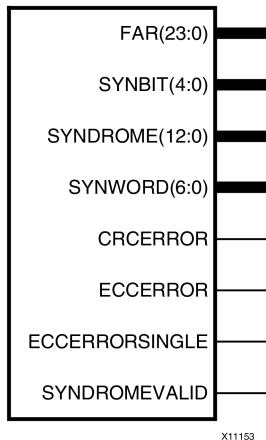 FAR(23:0)
SYNBIT(4:0)
SYNDROME(12:0)
SYNWORD(6:0)
CRCERROR
ECCERROR
ECCERRORSINGLE
SYNDROMEVALID
X11153